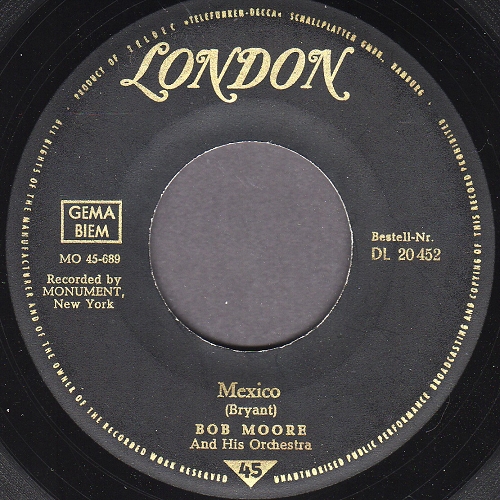 · PRODUCT OF TELDEC »TELEFUNKEN-DECCA« SCHALLPLATTEN GMBH, HAMBURG ·
LONDON
GEMA
BIEM
MO 45-689
Recorded by
MONUMENT,
New York
Bestell-Nr.
DL 20 452
Mexico
(Bryant)
BOB MOORE
And His Orchestra
45
ALL RIGHTS OF THE MANUFACTURER AND OF THE OWNER OF THE RECORDED WORK RESERVED
UNAUTHORISED PUBLIC PERFORMANCE BROADCASTING AND COPYING OF THIS RECORD PROHIBITED